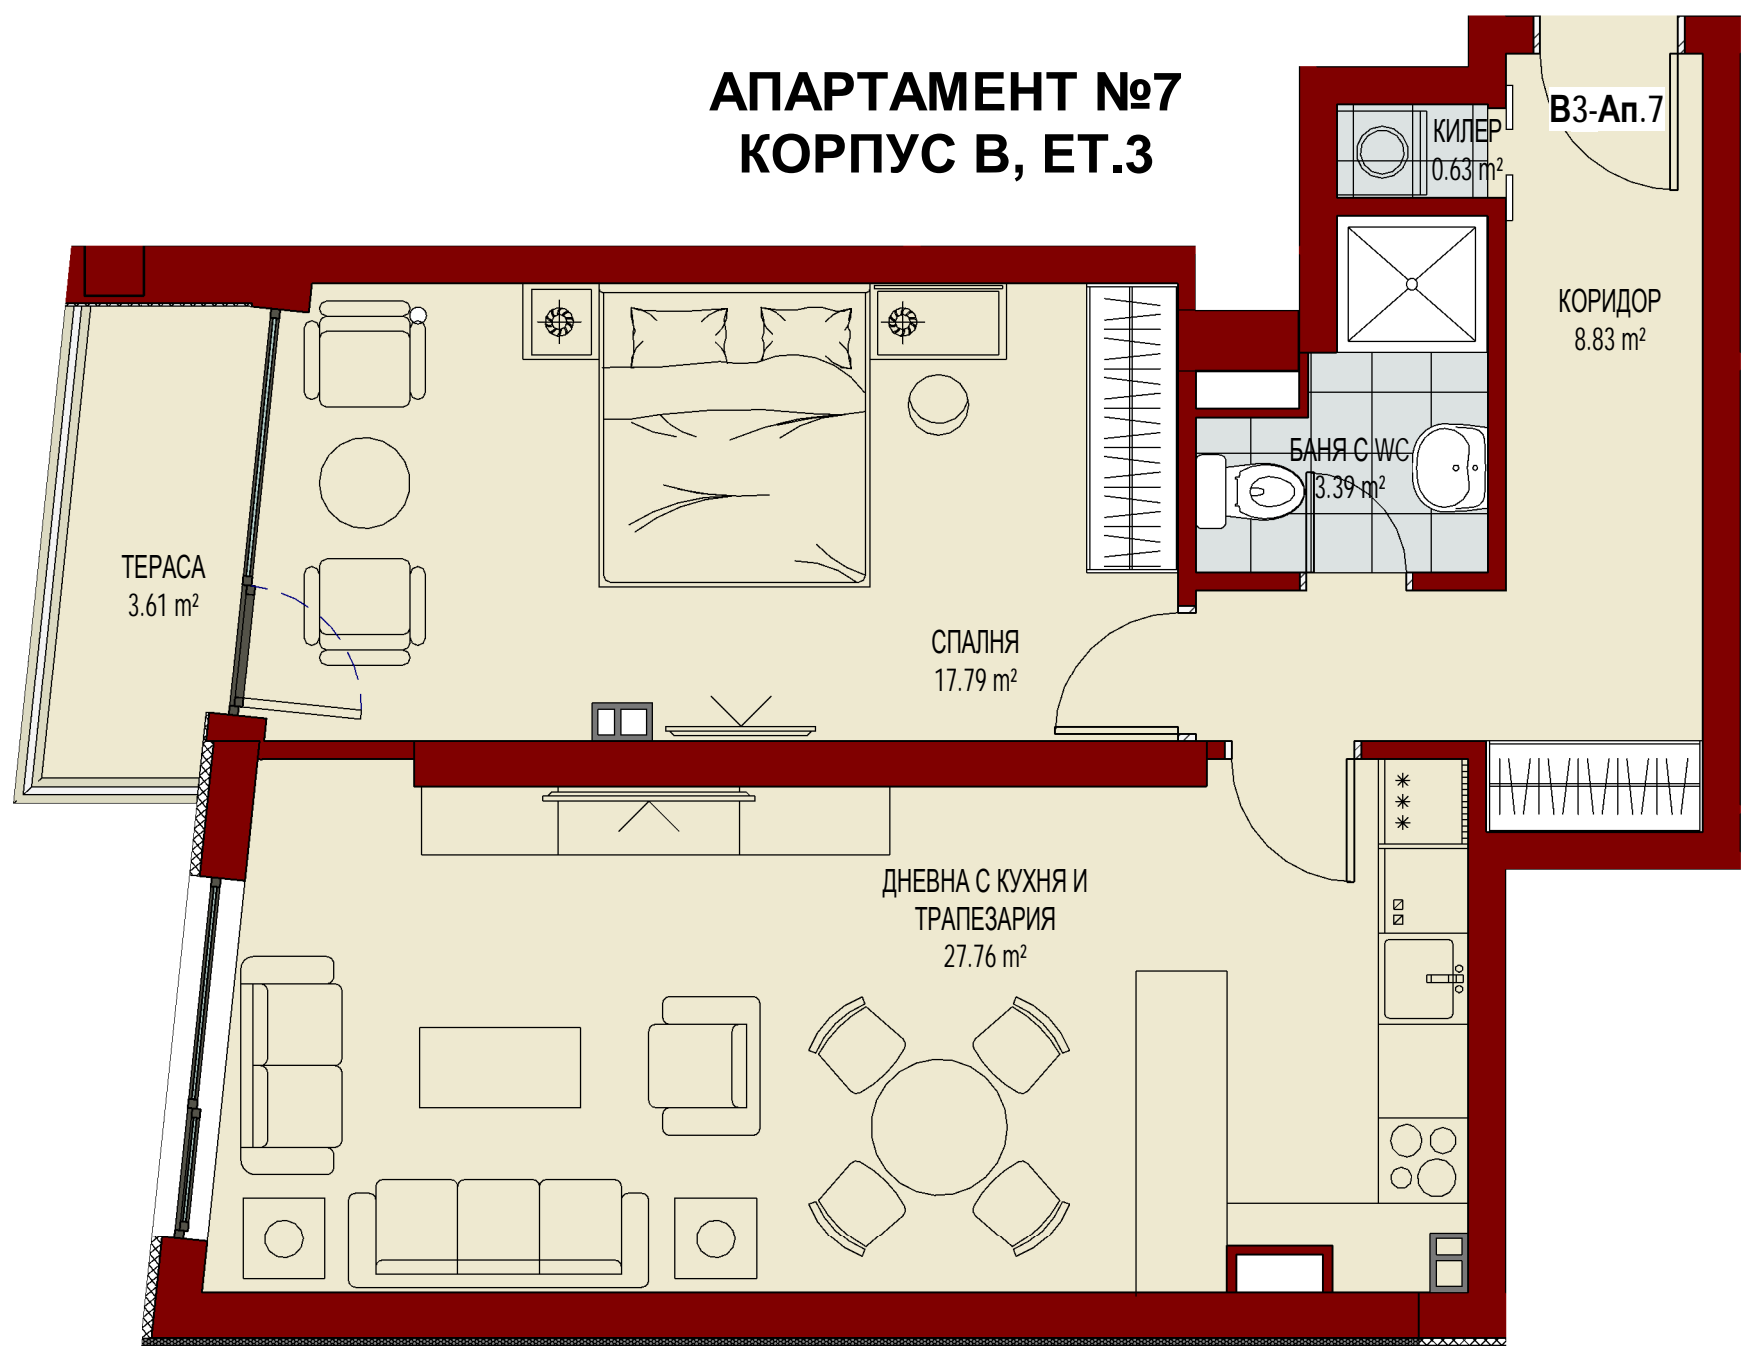 АПАРТАМЕНТ №7
КОРПУС В, ЕТ.3
В3-Ап.7
КИЛЕР
0.63 m²
КОРИДОР
8.83 m²
БАНЯ С WC
3.39 m²
ТЕРАСА
3.61 m²
СПАЛНЯ
17.79 m²
ДНЕВНА С КУХНЯ И
ТРАПЕЗАРИЯ
27.76 m²